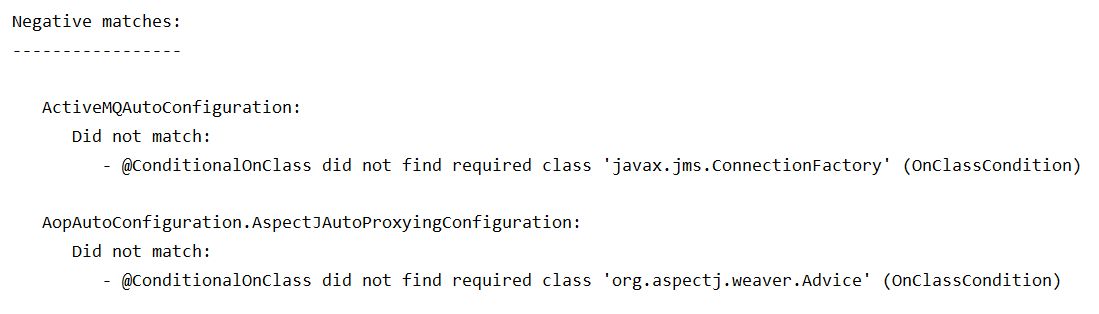 Negative matches:
-----------------
ActiveMQAutoConfiguration:
Did not match:
- @ConditionalOnClass did not find required class 'javax.jms.ConnectionFactory' (OnClassCondition)
AopAutoConfiguration.AspectJAutoProxyingConfiguration:
Did not match:
- @ConditionalOnClass did not find required class 'org.aspectj.weaver.Advice' (OnClassCondition)